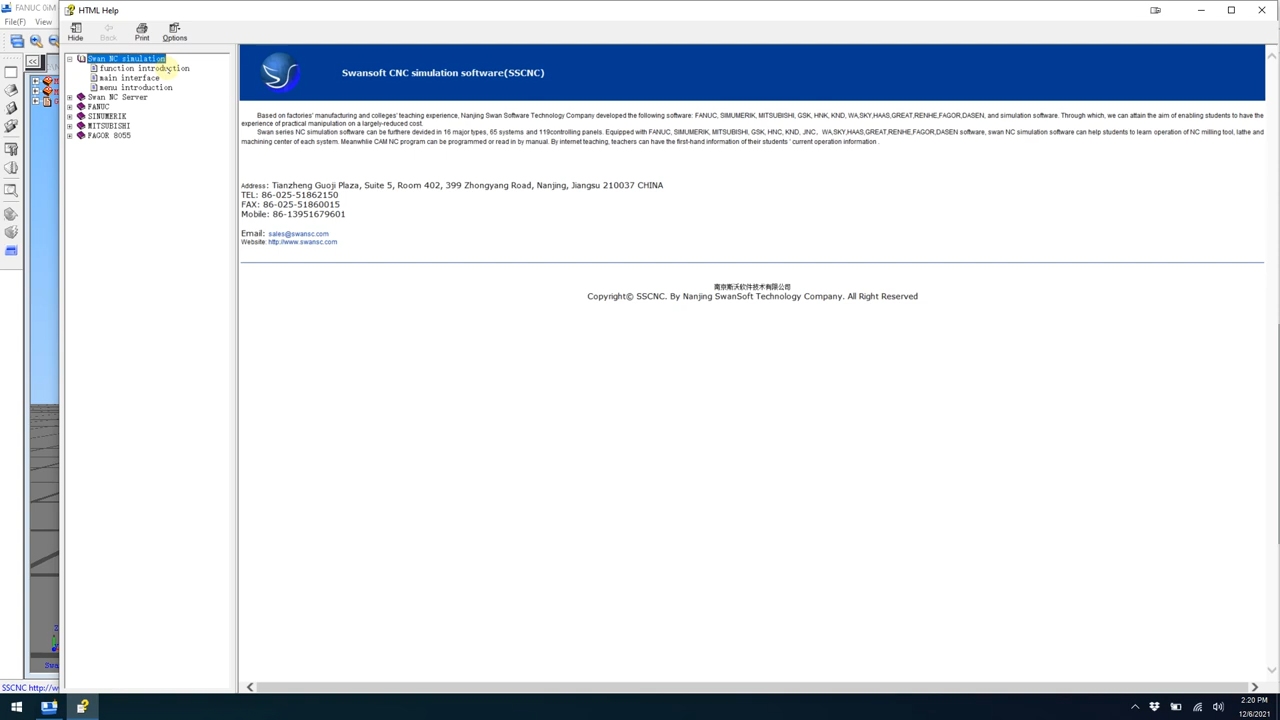 FANUC 0iM
HTML Help
File(F) View
Hide
Back
Print
Options
Swan NC simulation
function introduction
main interface
menu introduction
Swan NC Server
FANUC
SINUMERIK
MITSUBISHI
FAGOR 8055
Swansoft CNC simulation software(SSCNC)
Based on factories' manufacturing and colleges' teaching experience, Nanjing Swan Software Technology Company developed the following software: FANUC, SIMUMERIK, MITSUBISHI, GSK, HNK, KND, WA,SKY,HAAS,GREAT,RENHE,FAGOR,DASEN, and simulation software. Through which, we can attain the aim of enabling students to have the
experience of practical manipulation on a largely-reduced cost.
Swan series NC simulation software can be furthere devided in 16 major types, 65 systems and 119controlling panels. Equipped with FANUC, SIMUMERIK, MITSUBISHI, GSK, HNC, KND, JNC、WA,SKY,HAAS,GREAT,RENHE,FAGOR,DASEN software, swan NC simulation software can help students to learn operation of NC milling tool, lathe and
machining center of each system. Meanwhlie CAM NC program can be programmed or read in by manual. By internet teaching, teachers can have the first-hand information of their students ' current operation information .
Address: Tianzheng Guoji Plaza, Suite 5, Room 402, 399 Zhongyang Road, Nanjing, Jiangsu 210037 CHINA
TEL: 86-025-51862150
FAX: 86-025-51860015
Mobile: 86-13951679601
Email: sales@swansc.com
Website: http://www.swansc.com
南京斯沃软件技术有限公司
Copyright© SSCNC. By Nanjing SwanSoft Technology Company. All Right Reserved
Z
Swa
SSCNC http://w
2:20 PM
12/6/2021